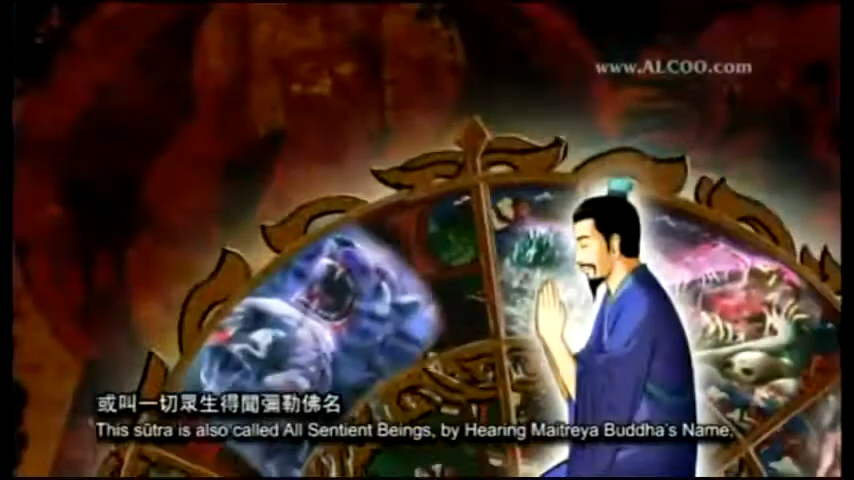 www.ALCOO.com
或叫一切眾生得聞彌勒佛名
This sūtra is also called All Sentient Beings, by Hearing Maitreya Buddha's Name,